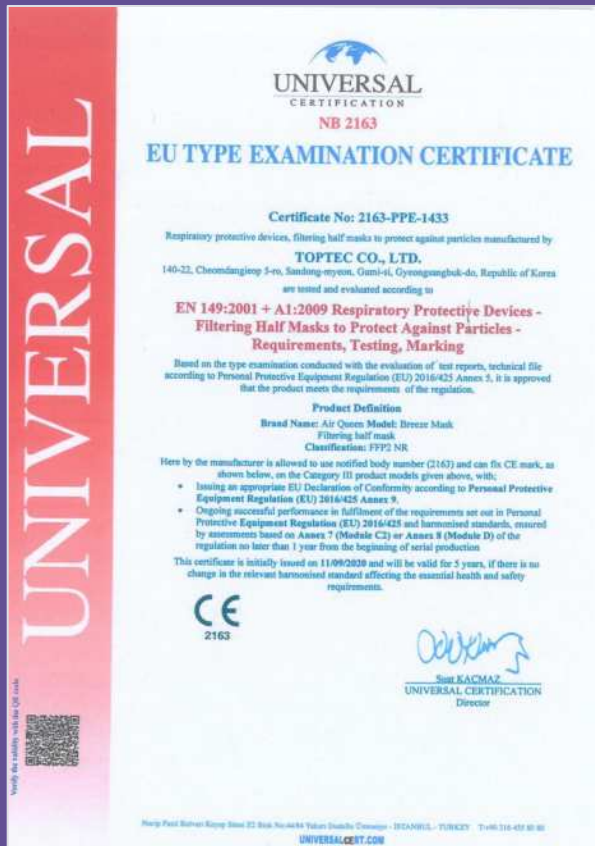 UNIVERSAL
UNIVERSAL
CERTIFICATION
NB 2163
EU TYPE EXAMINATION CERTIFICATE
Certificate No: 2163-PPE-1433
Respiratory protective devices, filtering half masks to protect against particles manufactured by
TOPTEC CO., LTD.
140-22, Cheomdangieop 5-ro, Sandong-myeon, Gumi-si, Gyeongsangbuk-do, Republic of Korea
are tested and evaluated according to
EN 149:2001 + A1:2009 Respiratory Protective Devices -
Filtering Half Masks to Protect Against Particles -
Requirements, Testing, Marking
Based on the type examination conducted with the evaluation of test reports, technical file
according to Personal Protective Equipment Regulation (EU) 2016/425 Annex 5, it is approved
that the product meets the requirements of the regulation.
Product Definition
Brand Name: Air Queen Model: Breeze Mask
Filtering half mask
Classification: FFP2 NR
Here by the manufacturer is allowed to use notified body number (2163) and can fix CE mark, as
shown below, on the Category III product models given above, with;
• Issuing an appropriate EU Declaration of Conformity according to Personal Protective
Equipment Regulation (EU) 2016/425 Annex 9.
• Ongoing successful performance in fulfilment of the requirements set out in Personal
Protective Equipment Regulation (EU) 2016/425 and harmonised standards, ensured
by assessments based on Annex 7 (Module C2) or Annex 8 (Module D) of the
regulation no later than 1 year from the beginning of serial production
This certificate is initially issued on 11/09/2020 and will be valid for 5 years, if there is no
change in the relevant harmonised standard affecting the essential health and safety
requirements.
CE
2163
Suat KACMAZ
UNIVERSAL CERTIFICATION
Director
Verify the validity with the QR code
ISTANBUL - TURKEY
UNIVERSALCERT.COM